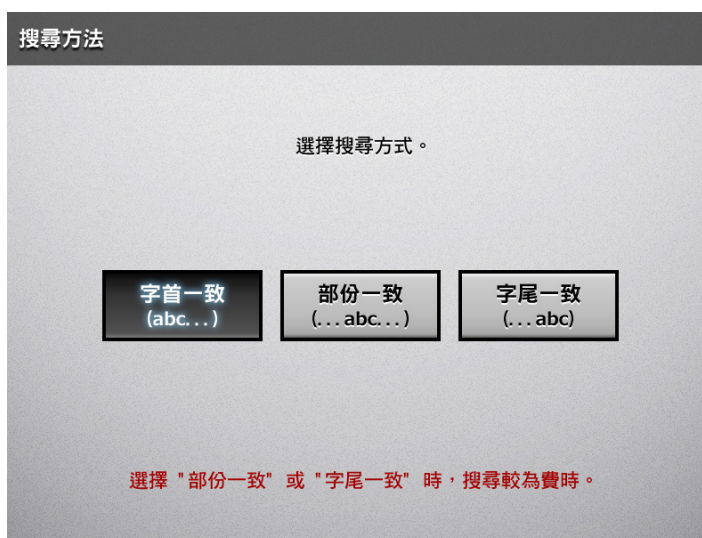 搜尋方法
選擇搜尋方式。
字首一致
(abc...)
部份一致
(...abc...)
字尾一致
(...abc)
選擇 "部份一致" 或 "字尾一致" 時，搜尋較為費時。